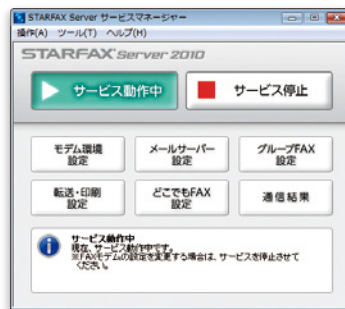 STARFAX Server サービスマネージャー
操作(A) ツール(T) ヘルプ(H)
STARFAX Server 2010
サービス動作中 サービス停止
モデム環境 メールサーバー グループFAX
設定 設定 設定
転送・印刷 どこでもFAX 通信結果
設定 設定
サービス動作中
現在、サービス動作中です。
※FAXモデムの設定を変更する場合は、サービスを停止させて
ください。